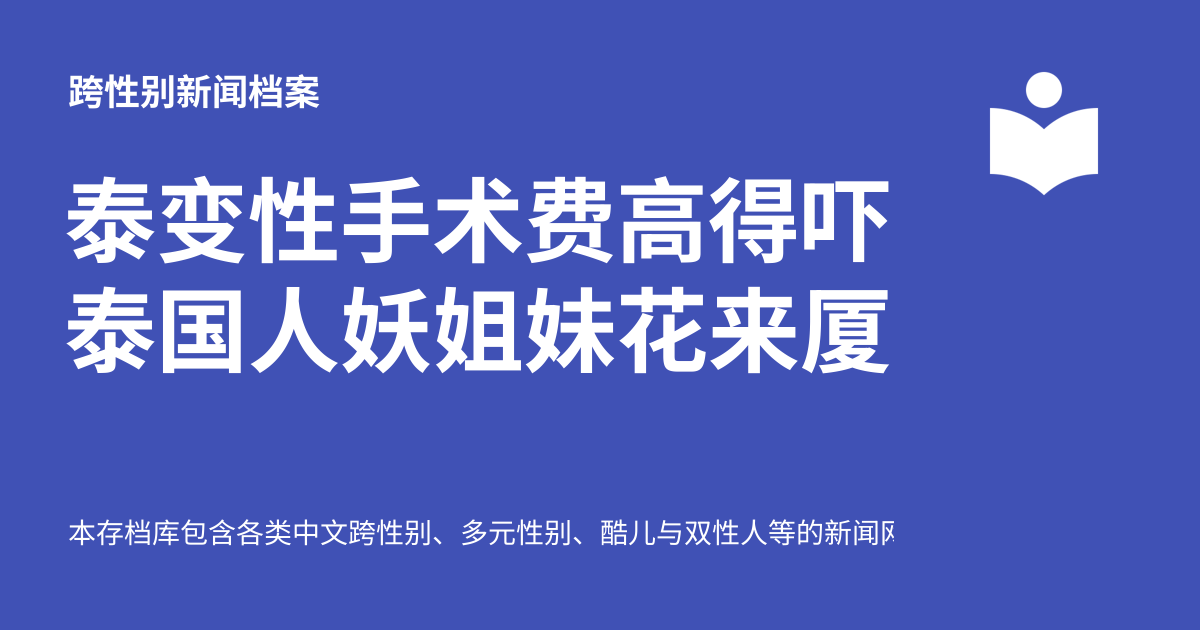 跨性别新闻档案
泰变性手术费高得吓
泰国人妖姐妹花来厦
本存档库包含各类中文跨性别、多元性别、酷儿与双性人等的新闻网